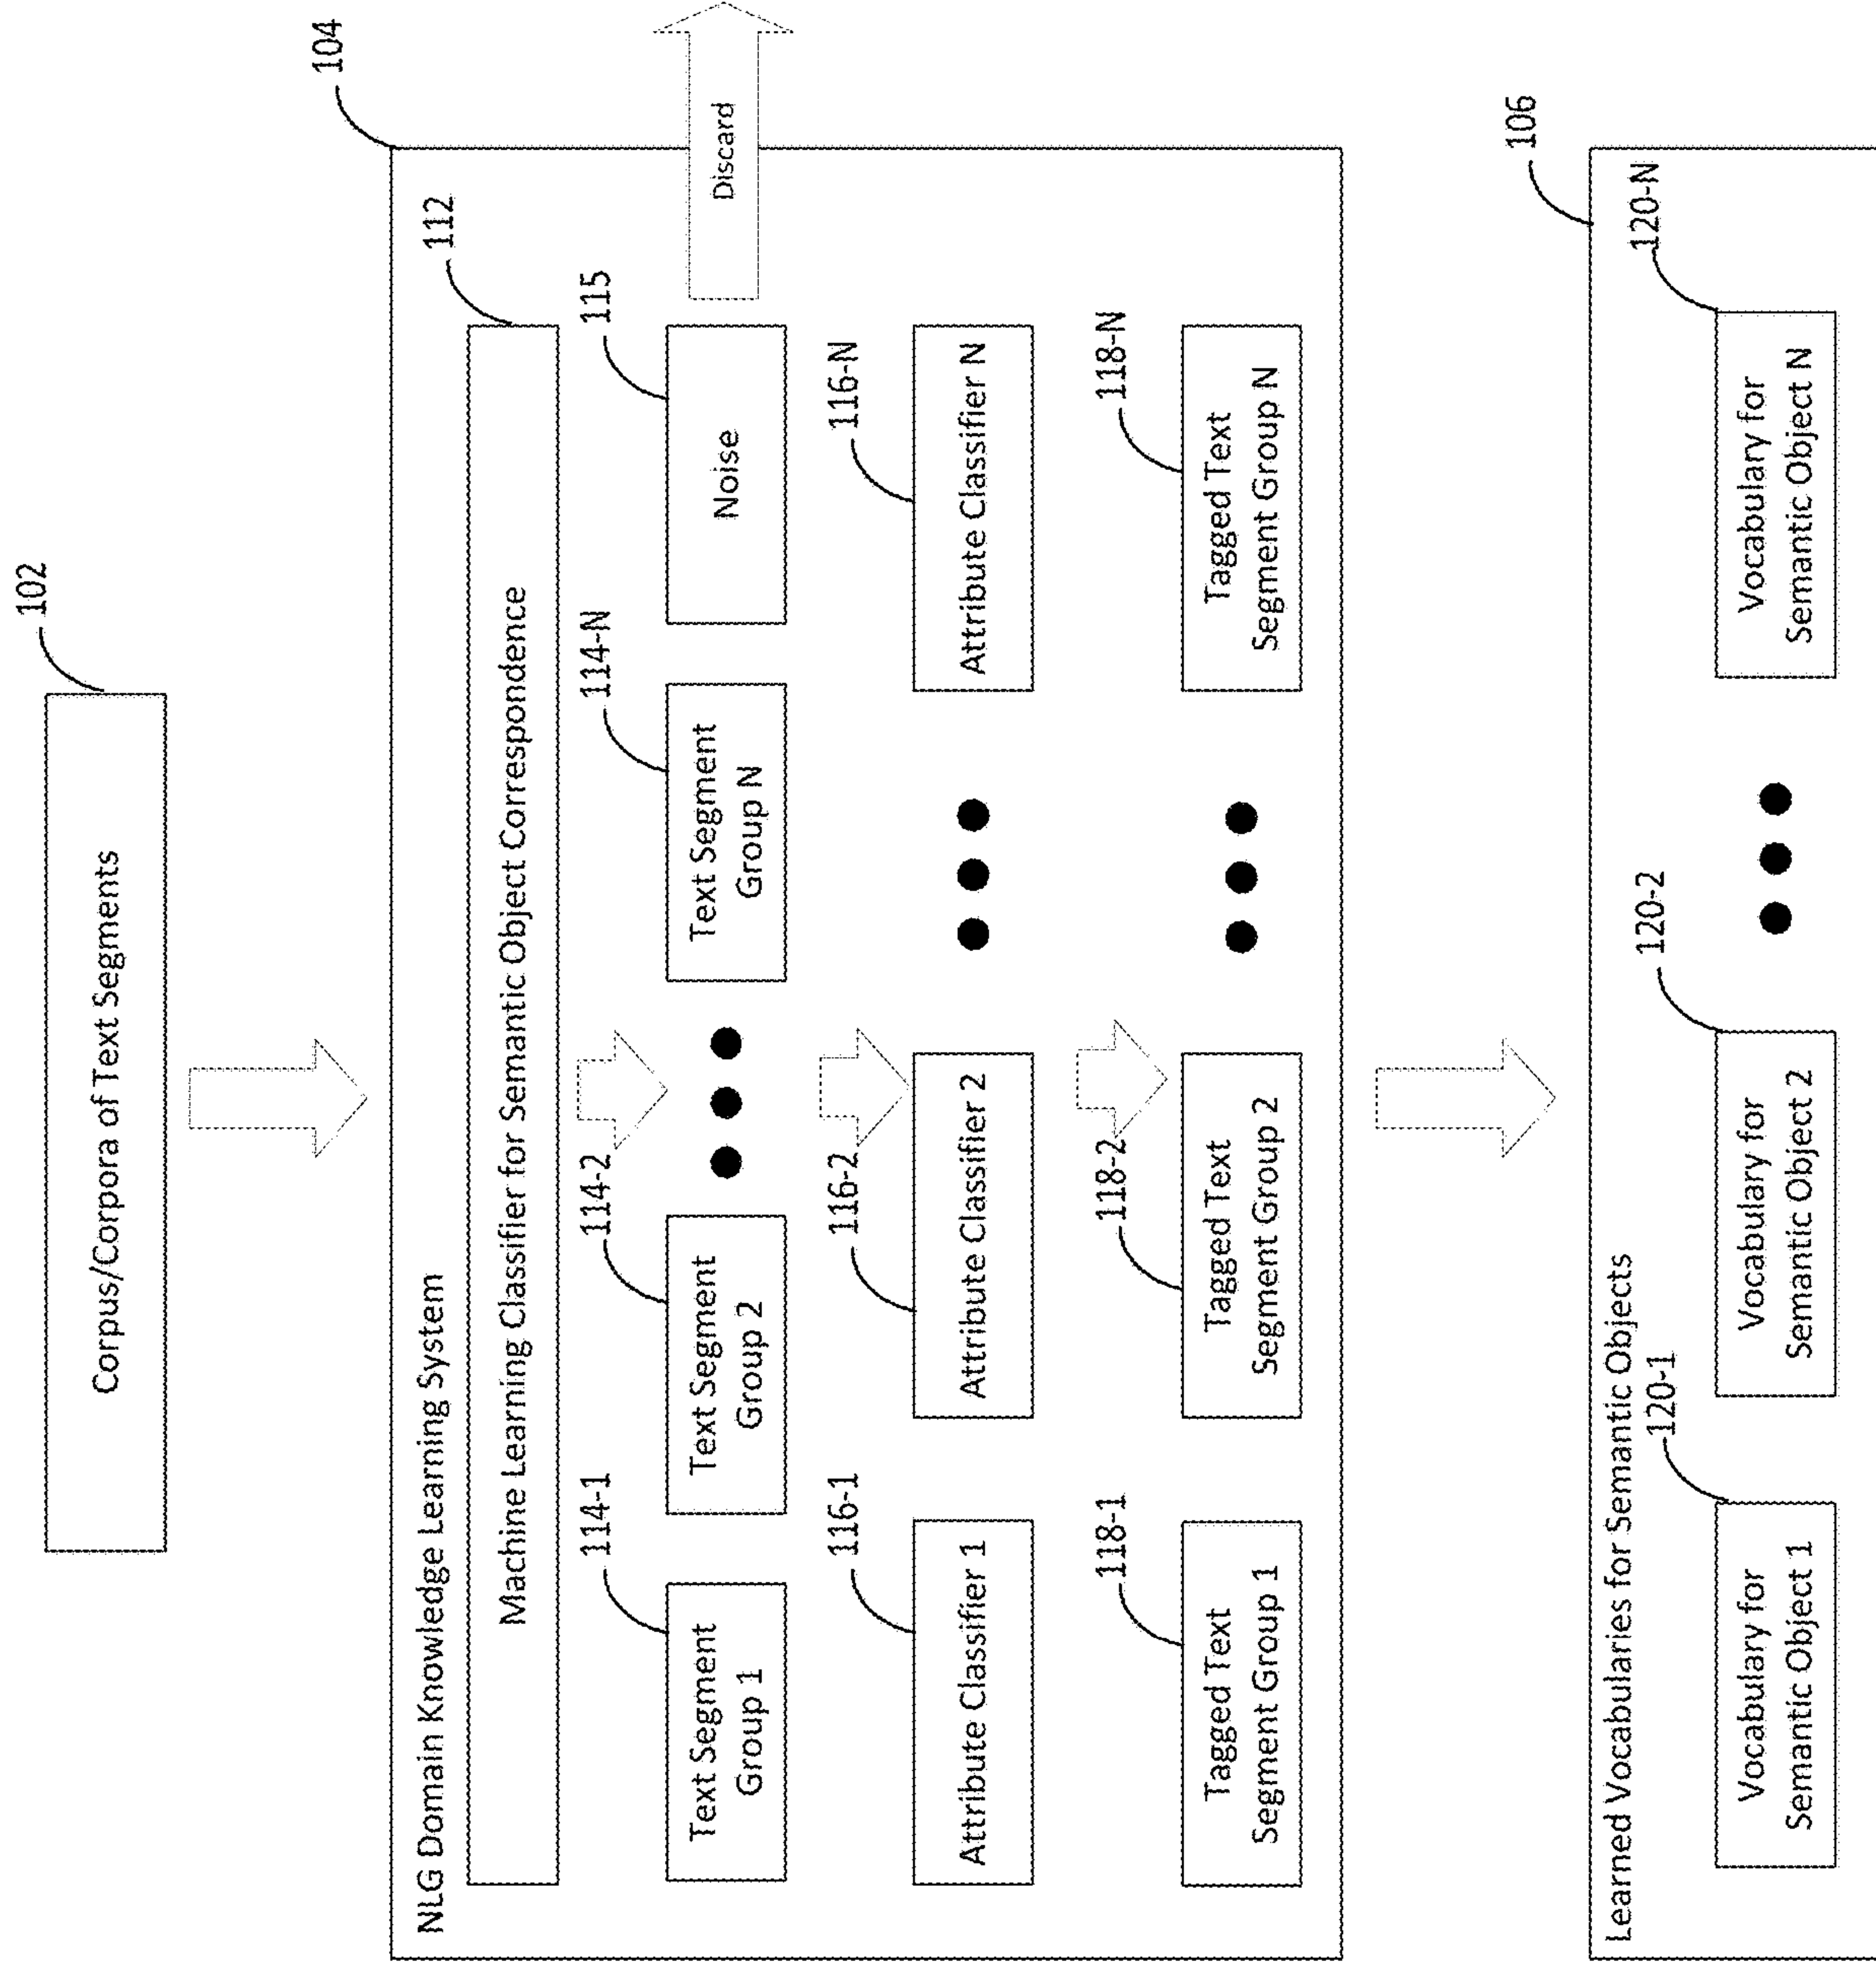 102
Corpus/Corpora of Text Segments
104
NLG Domain Knowledge Learning System
112
Machine Learning Classifier for Semantic Object Correspondence
114-1
114-2
114-N
115
Text Segment
Group 1
Text Segment
Group 2
Text Segment
Group N
Noise
Discard
116-1
116-2
116-N
Attribute Classifier 1
Attribute Classifier 2
Attribute Classifier N
118-1
118-2
118-N
Tagged Text
Segment Group 1
Tagged Text
Segment Group 2
Tagged Text
Segment Group N
106
Learned Vocabularies for Semantic Objects
120-1
120-2
120-N
Vocabulary for
Semantic Object 1
Vocabulary for
Semantic Object 2
Vocabulary for
Semantic Object N